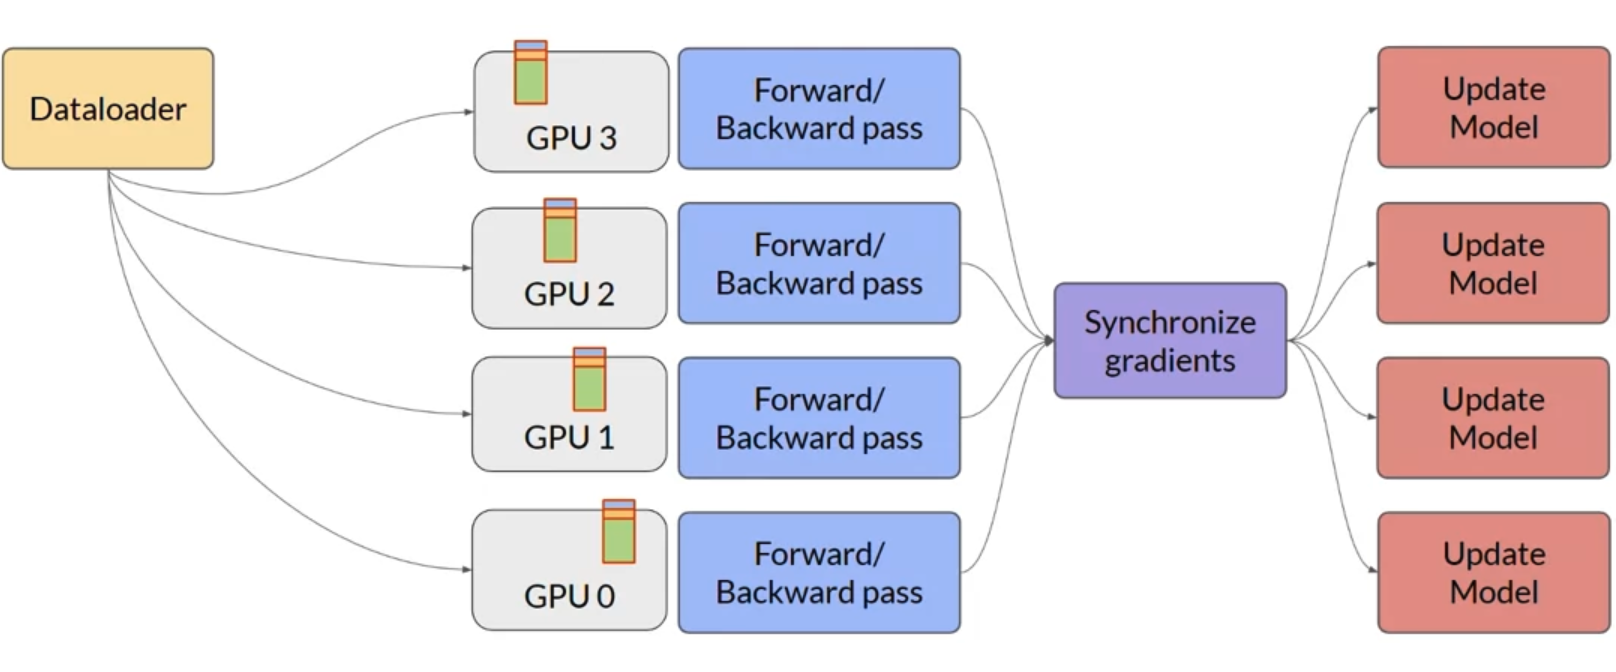 Dataloader
GPU 3
Forward/
Backward pass
GPU 2
Forward/
Backward pass
GPU 1
Forward/
Backward pass
GPU 0
Forward/
Backward pass
Synchronize
gradients
Update
Model
Update
Model
Update
Model
Update
Model